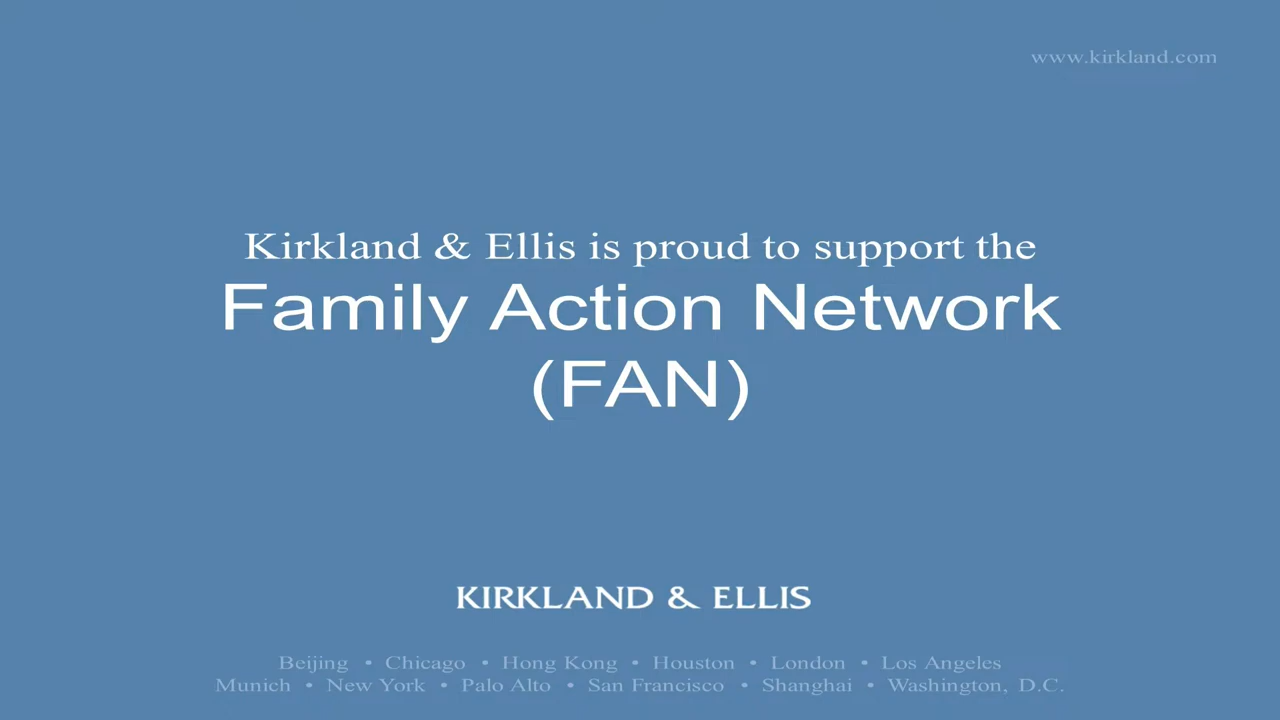 www.kirkland.com
Kirkland & Ellis is proud to support the
Family Action Network
(FAN)
KIRKLAND & ELLIS
Beijing • Chicago • Hong Kong • Houston • London • Los Angeles
Munich • New York • Palo Alto • San Francisco • Shanghai • Washington, D.C.